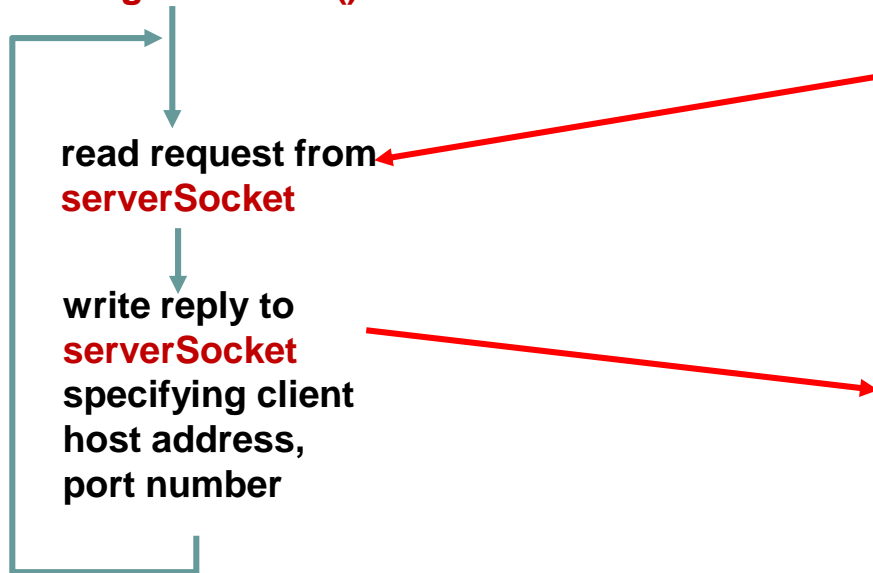 read request from
serverSocket
write reply to
serverSocket
specifying client
host address,
port number